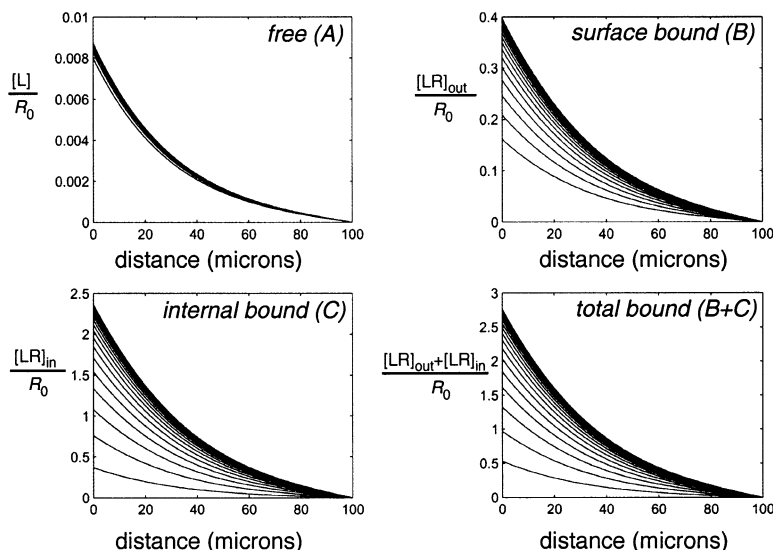 free (A)
[L]
R0
0.01
0.008
0.006
0.004
0.002
0
0 20 40 60 80 100
distance (microns)
surface bound (B)
[LR]out
R0
0.4
0.3
0.2
0.1
0
0 20 40 60 80 100
distance (microns)
internal bound (C)
[LR]in
R0
2.5
2
1.5
1
0.5
0
0 20 40 60 80 100
distance (microns)
total bound (B+C)
[LR]out+[LR]in
R0
3
2.5
2
1.5
1
0.5
0
0 20 40 60 80 100
distance (microns)